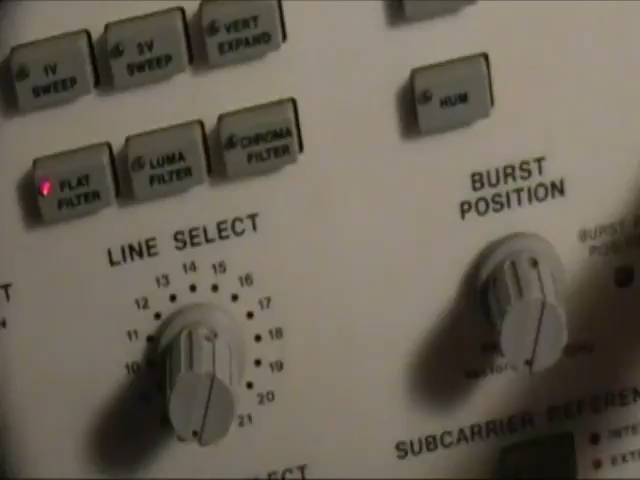 1V
SWEEP
2V
SWEEP
VERT
EXPAND
FLAT
FILTER
LUMA
FILTER
CHROMA
FILTER
HUM
LINE SELECT
10
11
12
13
14
15
16
17
18
19
20
21
BURST
POSITION
SUBCARRIER